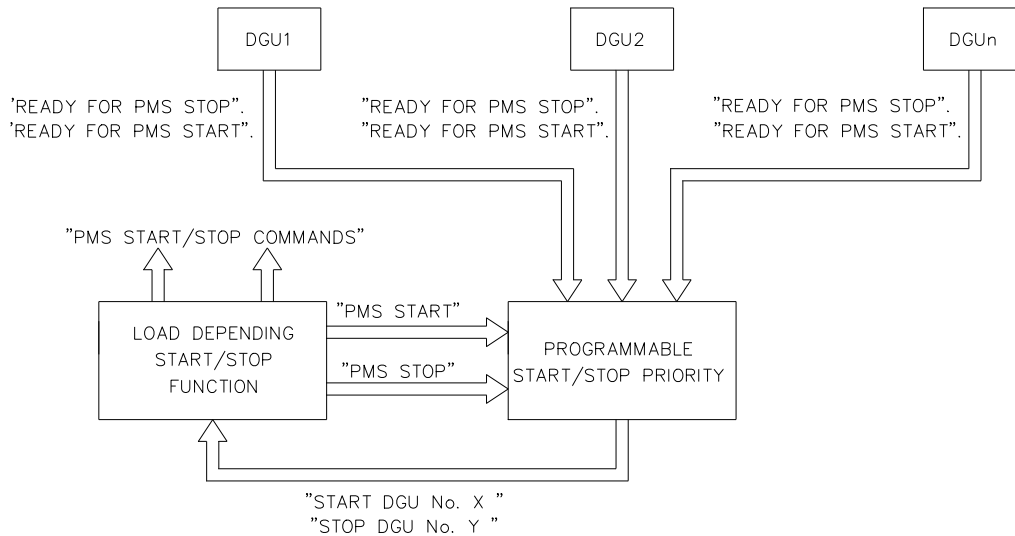 DGU1
DGU2
DGUn
'READY FOR PMS STOP".
'READY FOR PMS START".
"READY FOR PMS STOP".
"READY FOR PMS START".
"READY FOR PMS STOP".
"READY FOR PMS START".
"PMS START/STOP COMMANDS"
LOAD DEPENDING
START/STOP
FUNCTION
"PMS START"
"PMS STOP"
PROGRAMMABLE
START/STOP PRIORITY
"START DGU No. X "
"STOP DGU No. Y "